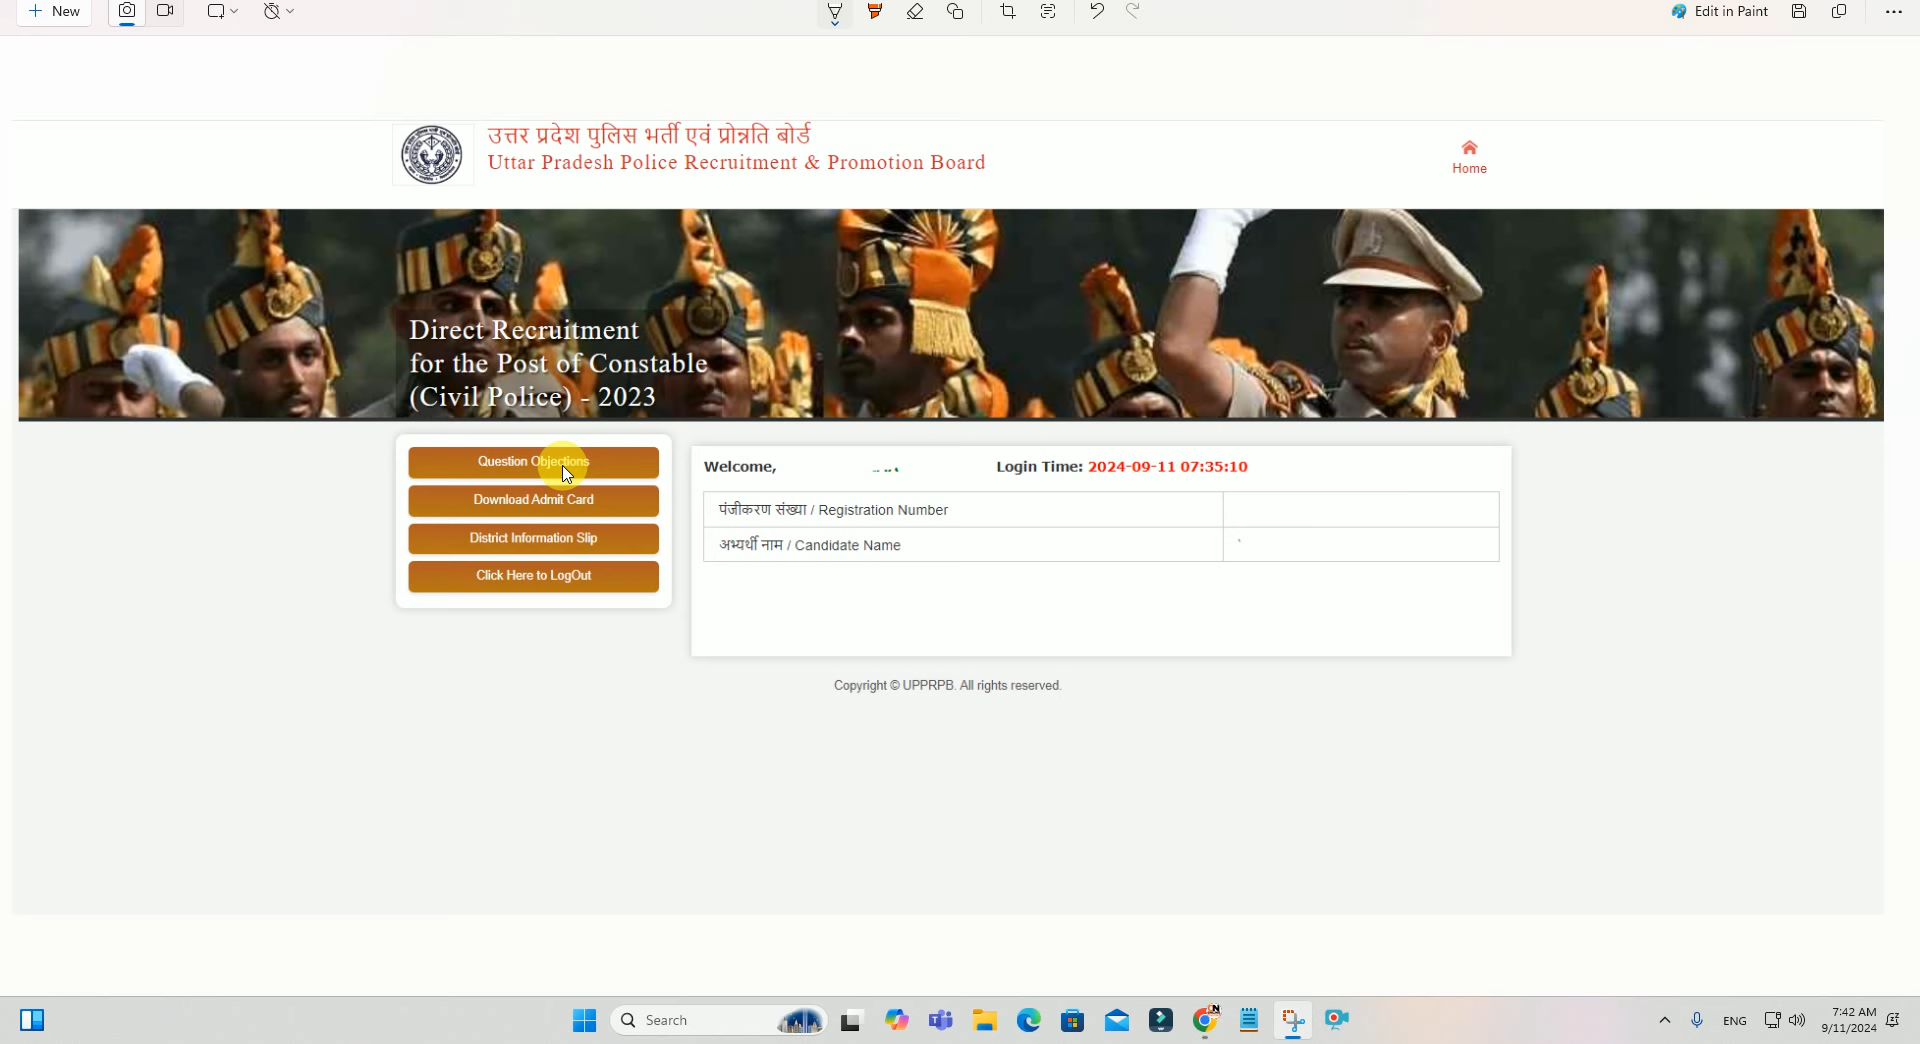 New
Edit in Paint
उत्तर प्रदेश पुलिस भर्ती एवं प्रोन्नति बोर्ड
Uttar Pradesh Police Recruitment & Promotion Board
Home
Direct Recruitment
for the Post of Constable
(Civil Police) - 2023
Question Objections
Download Admit Card
District Information Slip
Click Here to LogOut
Welcome,
Login Time: 2024-09-11 07:35:10
पंजीकरण संख्या / Registration Number
अभ्यर्थी नाम / Candidate Name
Copyright © UPPRPB. All rights reserved.
Search
ENG
7:42 AM
9/11/2024